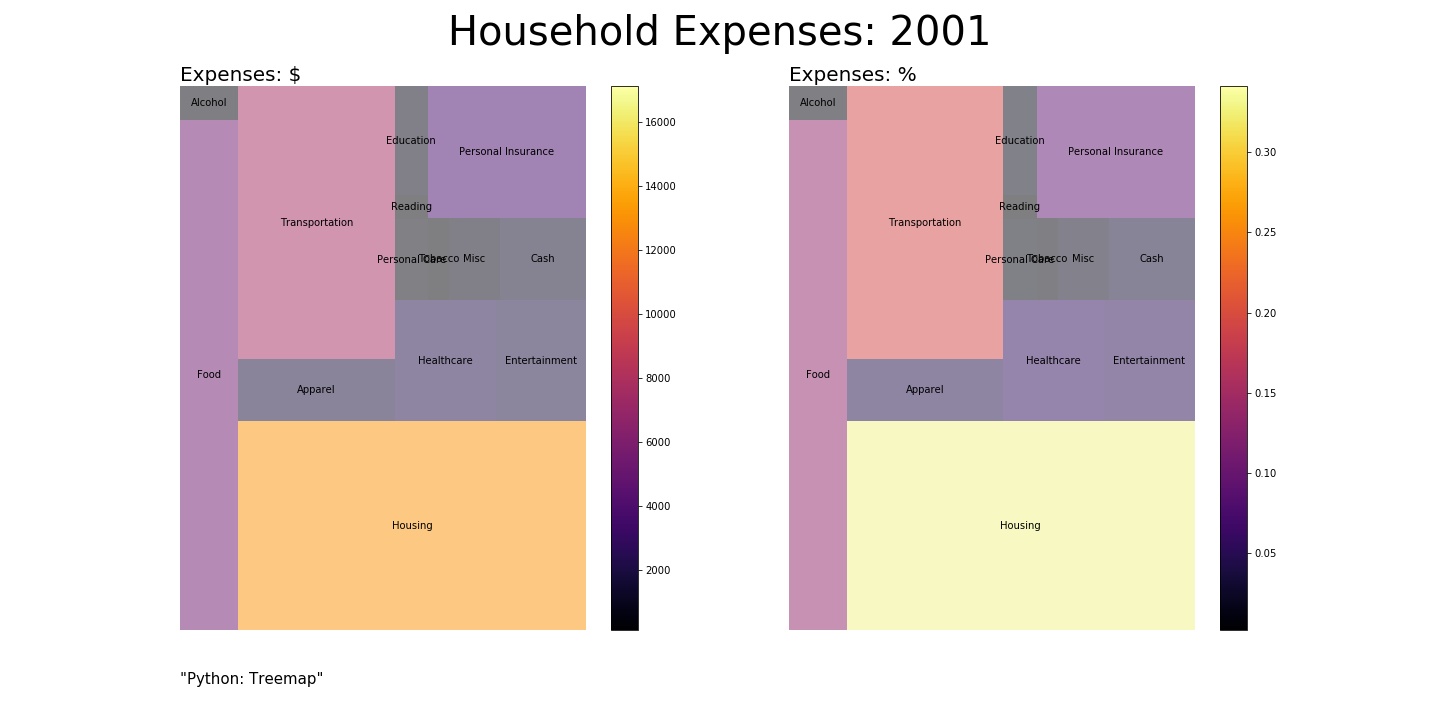 Household Expenses: 2001
Expenses: $
Alcohol
Education
Personal Insurance
Reading
Transportation
Personal Care
Tobacco
Misc
Cash
Food
Healthcare
Entertainment
Apparel
Housing
16000
14000
12000
10000
8000
6000
4000
2000
Expenses: %
Alcohol
Education
Personal Insurance
Reading
Transportation
Personal Care
Tobacco
Misc
Cash
Food
Healthcare
Entertainment
Apparel
Housing
0.30
0.25
0.20
0.15
0.10
0.05
"Python: Treemap"